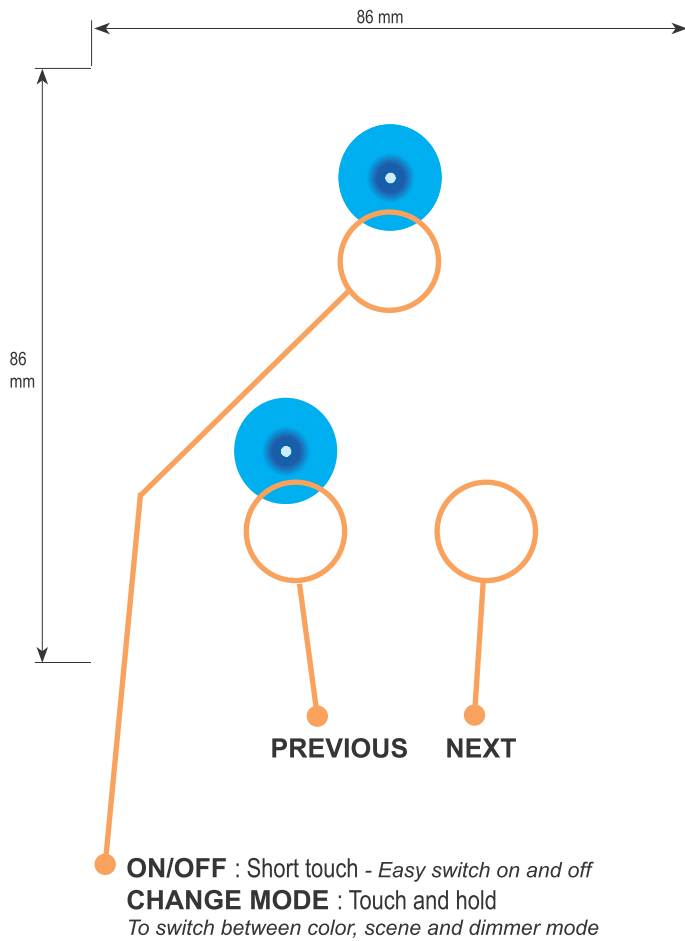 86 mm
86
mm
PREVIOUS NEXT
ON/OFF : Short touch - Easy switch on and off
CHANGE MODE : Touch and hold
To switch between color, scene and dimmer mode